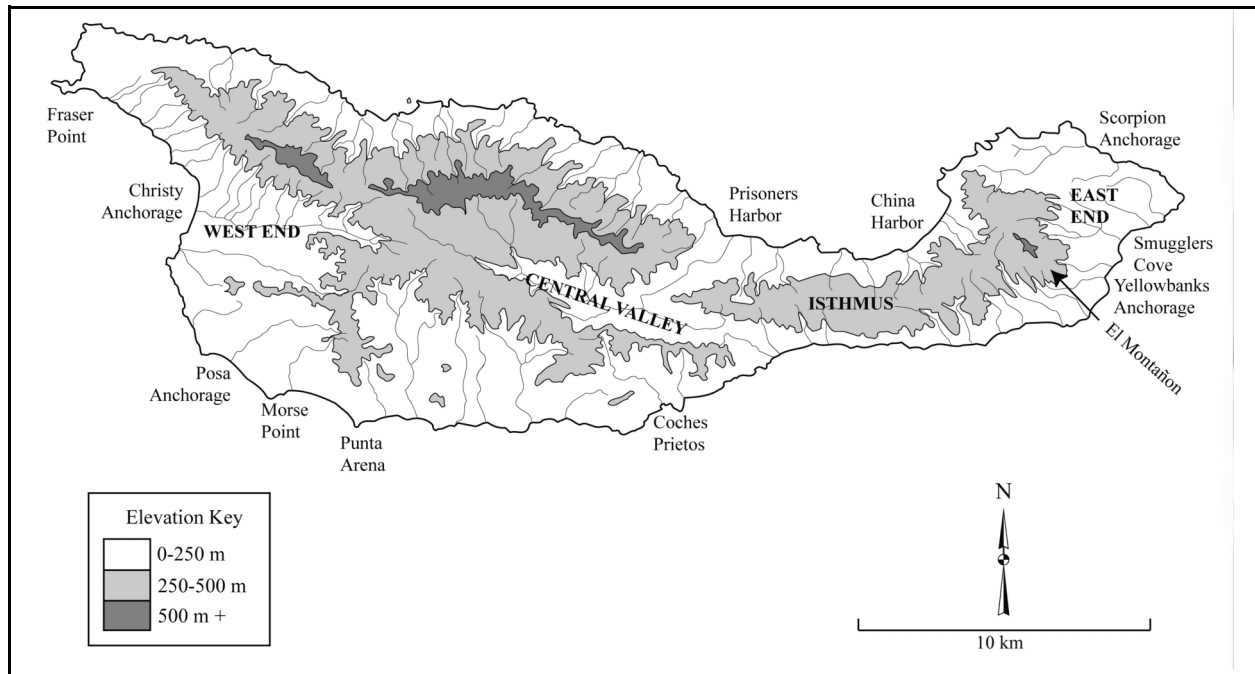 Fraser
Point
Christy
Anchorage
WEST END
Posa
Anchorage
Morse
Point
Punta
Arena
CENTRAL VALLEY
Coches
Prietos
Prisoners
Harbor
China
Harbor
ISTHMUS
Scorpion
Anchorage
EAST
END
Smugglers
Cove
Yellowbanks
Anchorage
El Montañon
Elevation Key
0-250 m
250-500 m
500 m +
N
10 km